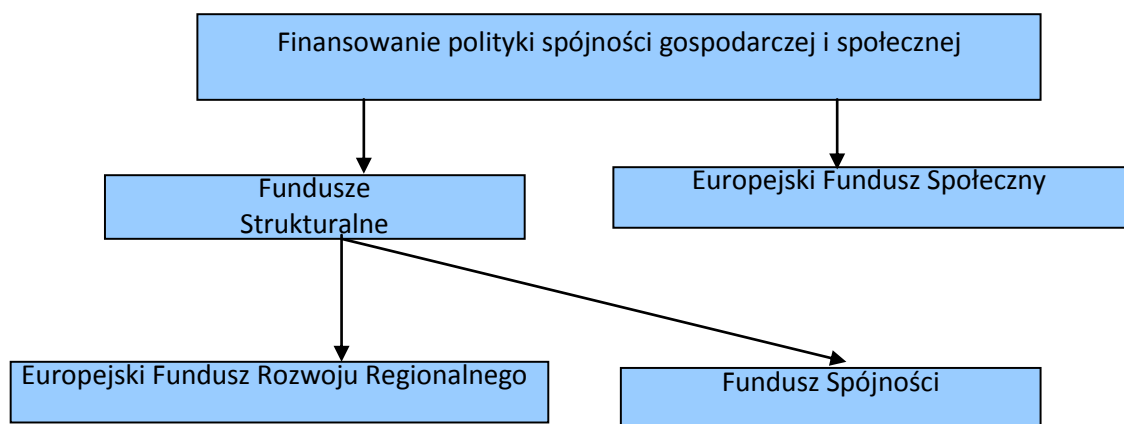 Finansowanie polityki spójności gospodarczej i społecznej
Fundusze
Strukturalne
Europejski Fundusz Społeczny
Europejski Fundusz Rozwoju Regionalnego
Fundusz Spójności